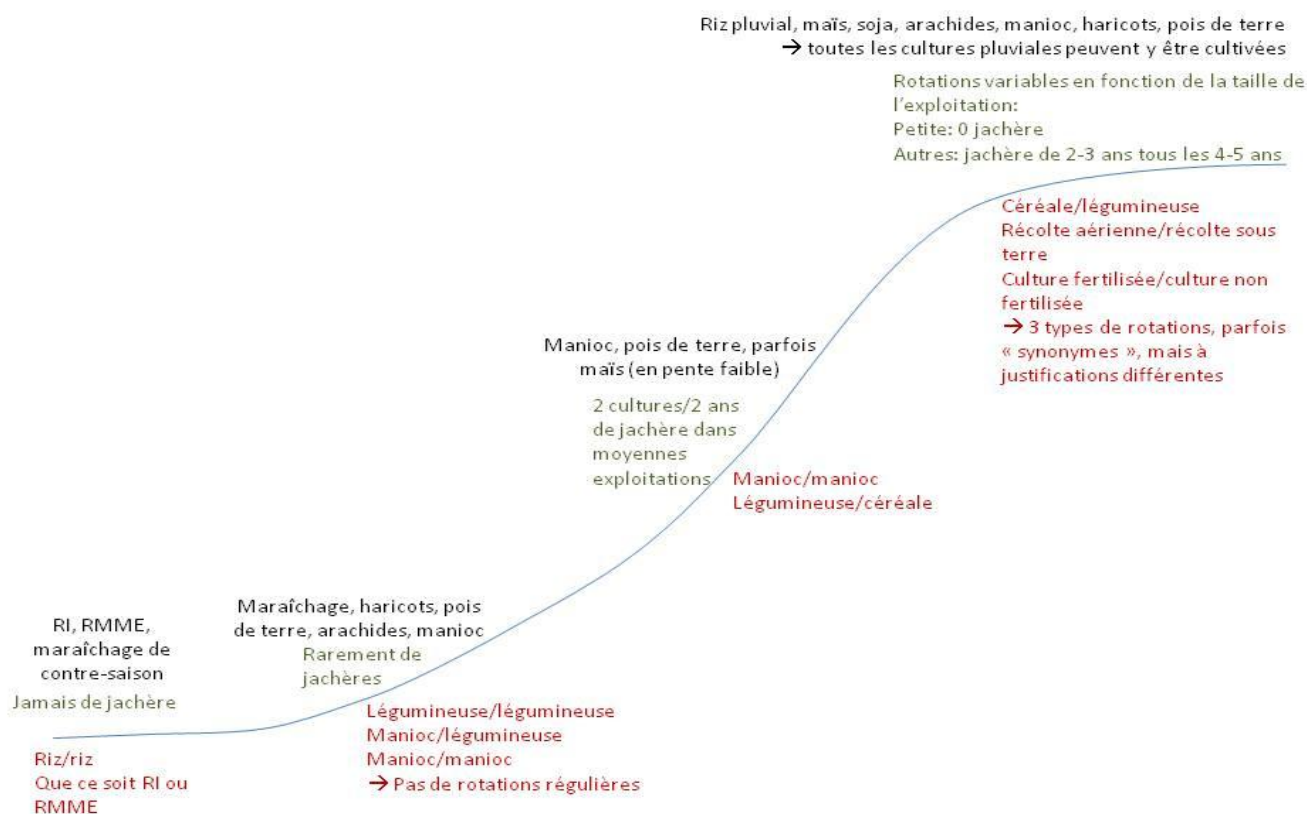 Riz pluvial, maïs, soja, arachides, manioc, haricots, pois de terre
→ toutes les cultures pluviales peuvent y être cultivées
Rotations variables en fonction de la taille de
l'exploitation:
Petite: 0 jachère
Autres: jachère de 2-3 ans tous les 4-5 ans
Céréale/légumineuse
Récolte aérienne/récolte sous
terre
Culture fertilisée/culture non
fertilisée
→ 3 types de rotations, parfois
« synonymes », mais à
justifications différentes
Manioc, pois de terre, parfois
maïs (en pente faible)
2 cultures/2 ans
de jachère dans
moyennes
exploitations
Manioc/manioc
Légumineuse/céréale
Maraîchage, haricots, pois
de terre, arachides, manioc
Rarement de
jachères
Légumineuse/légumineuse
Manioc/légumineuse
Manioc/manioc
→ Pas de rotations régulières
RI, RMME,
maraîchage de
contre-saison
Jamais de jachère
Riz/riz
Que ce soit RI ou
RMME